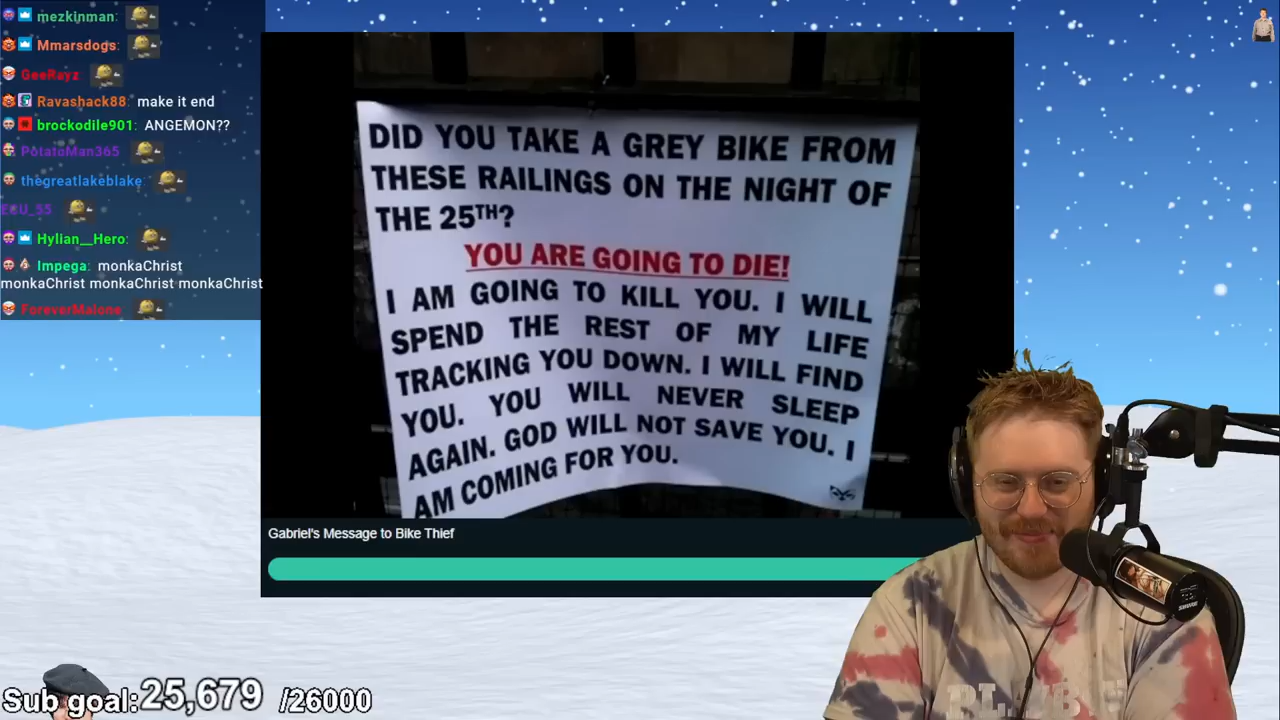 mezkinman:
Mmarsdogs:
GeeRayz
Ravashack88: make it end
brockodile901: ANGEMON??
PotatoMan365
thegreatlakeblake:
ECU_55
Hylian__Hero:
Impega: monkaChrist
monkaChrist monkaChrist monkaChrist
ForeverMalone
DID YOU TAKE A GREY BIKE FROM
THESE RAILINGS ON THE NIGHT OF
THE 25TH?
YOU ARE GOING TO DIE!
I AM GOING TO KILL YOU. I WILL
SPEND THE REST OF MY LIFE
TRACKING YOU DOWN. I WILL FIND
YOU. YOU WILL NEVER SLEEP
AGAIN. GOD WILL NOT SAVE YOU. I
AM COMING FOR YOU.
Gabriel's Message to Bike Thief
SHURE
Sub goal: 25,679 /26000